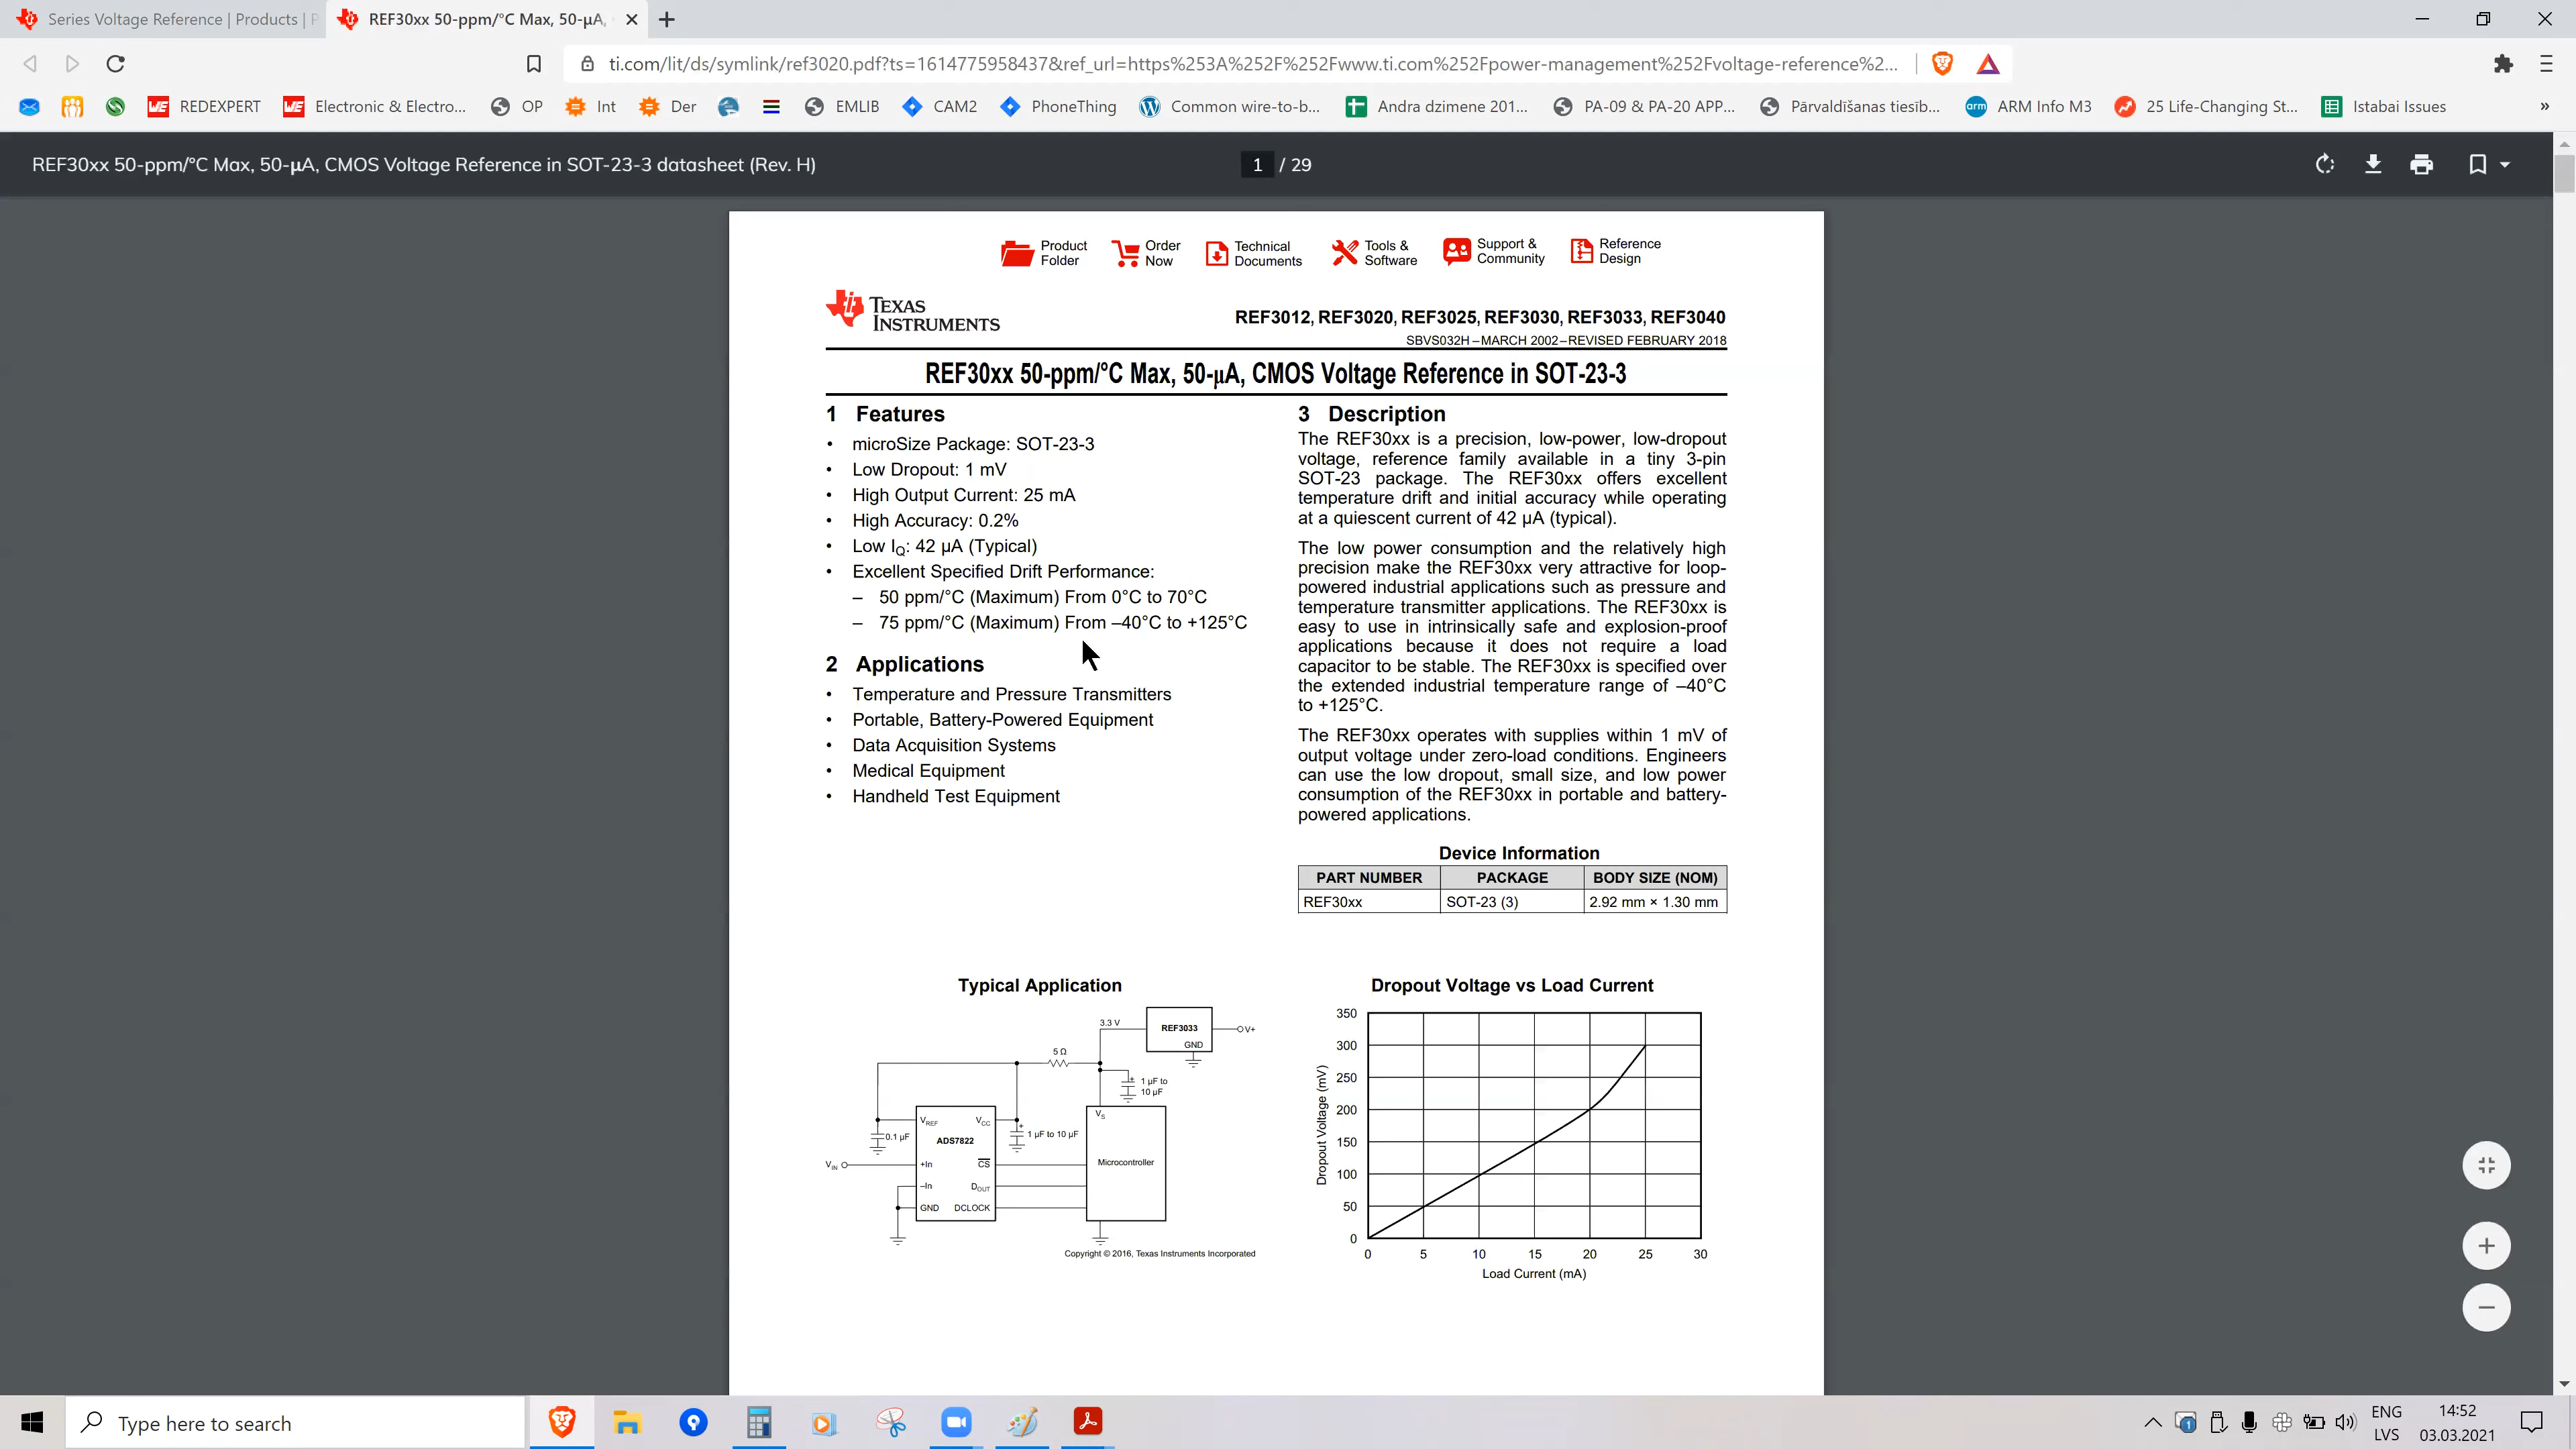 Series Voltage Reference | Products | P
REF30xx 50-ppm/°C Max, 50-µA,
ti.com/lit/ds/symlink/ref3020.pdf?ts=1614775958437&ref_url=https%253A%252F%252Fwww.ti.com%252Fpower-management%252Fvoltage-reference%2...
REDEXPERT Electronic & Electro... OP Int Der EMLIB CAM2 PhoneThing Common wire-to-b... Andra dzimene 201... PA-09 & PA-20 APP... Pārvaldīšanas tiesīb... arm ARM Info M3 25 Life-Changing St... Istabai Issues »
REF30xx 50-ppm/°C Max, 50-µA, CMOS Voltage Reference in SOT-23-3 datasheet (Rev. H)
1 / 29
Product Folder
Order Now
Technical Documents
Tools & Software
Support & Community
Reference Design
TEXAS
INSTRUMENTS
REF3012, REF3020, REF3025, REF3030, REF3033, REF3040
SBVS032H – MARCH 2002 – REVISED FEBRUARY 2018
REF30xx 50-ppm/°C Max, 50-µA, CMOS Voltage Reference in SOT-23-3
1 Features
• microSize Package: SOT-23-3
• Low Dropout: 1 mV
• High Output Current: 25 mA
• High Accuracy: 0.2%
• Low IQ: 42 µA (Typical)
• Excellent Specified Drift Performance:
– 50 ppm/°C (Maximum) From 0°C to 70°C
– 75 ppm/°C (Maximum) From –40°C to +125°C
2 Applications
• Temperature and Pressure Transmitters
• Portable, Battery-Powered Equipment
• Data Acquisition Systems
• Medical Equipment
• Handheld Test Equipment
3 Description
The REF30xx is a precision, low-power, low-dropout
voltage, reference family available in a tiny 3-pin
SOT-23 package. The REF30xx offers excellent
temperature drift and initial accuracy while operating
at a quiescent current of 42 µA (typical).
The low power consumption and the relatively high
precision make the REF30xx very attractive for loop-
powered industrial applications such as pressure and
temperature transmitter applications. The REF30xx is
easy to use in intrinsically safe and explosion-proof
applications because it does not require a load
capacitor to be stable. The REF30xx is specified over
the extended industrial temperature range of –40°C
to +125°C.
The REF30xx operates with supplies within 1 mV of
output voltage under zero-load conditions. Engineers
can use the low dropout, small size, and low power
consumption of the REF30xx in portable and battery-
powered applications.
Device Information
PART NUMBER PACKAGE BODY SIZE (NOM)
REF30xx SOT-23 (3) 2.92 mm × 1.30 mm
Typical Application
3.3 V
REF3033
GND
V+
5 Ω
1 µF to
10 µF
VREF VCC
ADS7822
0.1 µF
1 µF to 10 µF
VS
Microcontroller
VIN
+In CS
–In DOUT
GND DCLOCK
Copyright © 2016, Texas Instruments Incorporated
Dropout Voltage vs Load Current
350
300
250
200
150
100
50
0
Dropout Voltage (mV)
0 5 10 15 20 25 30
Load Current (mA)
Type here to search
1
ENG
LVS
14:52
03.03.2021